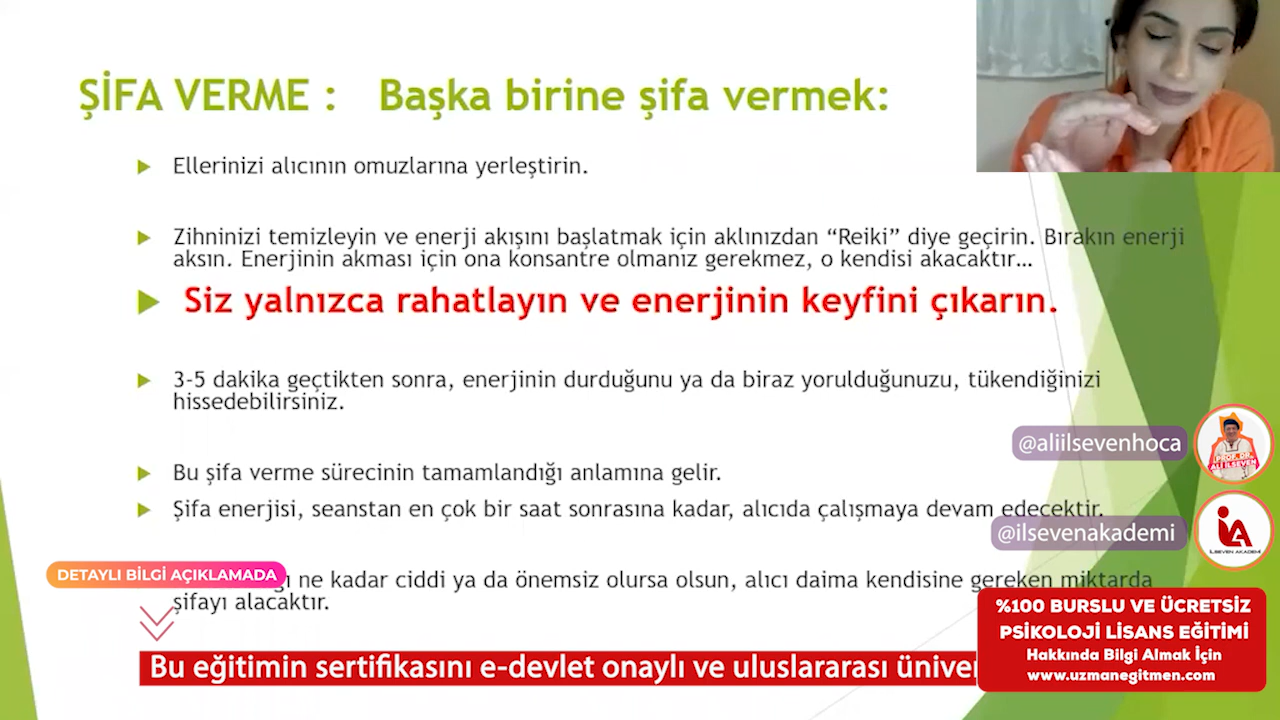 ŞİFA VERME : Başka birine şifa vermek:
Ellerinizi alıcının omuzlarına yerleştirin.
Zihninizi temizleyin ve enerji akışını başlatmak için aklınızdan “Reiki” diye geçirin. Bırakın enerji
aksın. Enerjinin akması için ona konsantre olmanız gerekmez, o kendisi akacaktır…
Siz yalnızca rahatlayın ve enerjinin keyfini çıkarın.
3-5 dakika geçtikten sonra, enerjinin durduğunu ya da biraz yorulduğunuzu, tükendiğinizi
hissedebilirsiniz.
@aliilsevenhoca
PROF. DR.
ALİ İLSEVEN
Bu şifa verme sürecinin tamamlandığı anlamına gelir.
Şifa enerjisi, seanstan en çok bir saat sonrasına kadar, alıcıda çalışmaya devam edecektir.
@ilsevenakademi
İLSEVEN AKADEMİ
DETAYLI BİLGİ AÇIKLAMADA
ne kadar ciddi ya da önemsiz olursa olsun, alıcı daima kendisine gereken miktarda
şifayı alacaktır.
%100 BURSLU VE ÜCRETSİZ
PSİKOLOJİ LİSANS EĞİTİMİ
Hakkında Bilgi Almak İçin
www.uzmanegitmen.com
Bu eğitimin sertifikasını e-devlet onaylı ve uluslararası üniver